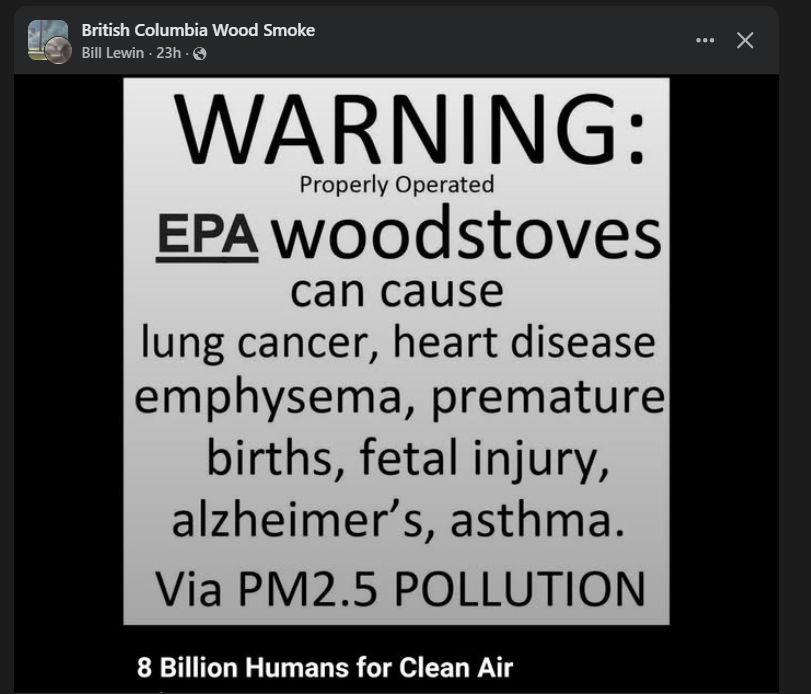 British Columbia Wood Smoke
Bill Lewin · 23h ·
WARNING:
Properly Operated
EPA woodstoves
can cause
lung cancer, heart disease
emphysema, premature
births, fetal injury,
alzheimer's, asthma.
Via PM2.5 POLLUTION
8 Billion Humans for Clean Air